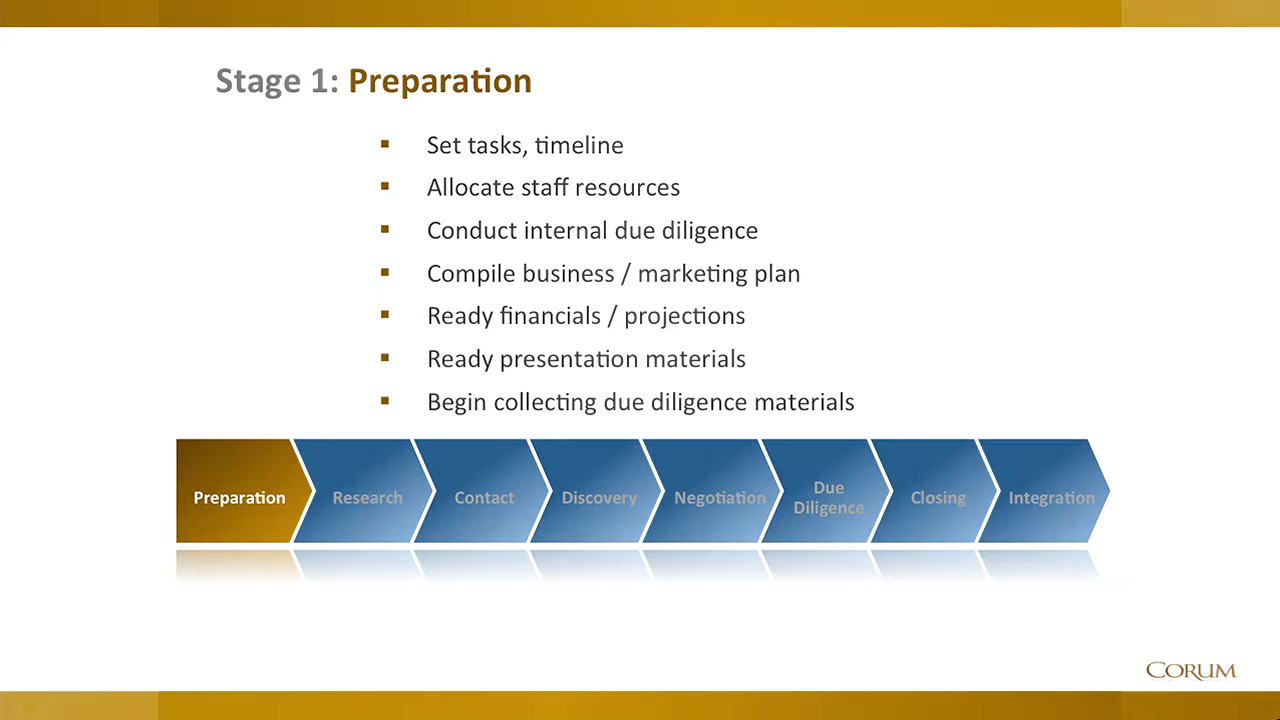 Stage 1: Preparation
Set tasks, timeline
Allocate staff resources
Conduct internal due diligence
Compile business / marketing plan
Ready financials / projections
Ready presentation materials
Begin collecting due diligence materials
Preparation
Research
Contact
Discovery
Negotiation
Due
Diligence
Closing
Integration
CORUM